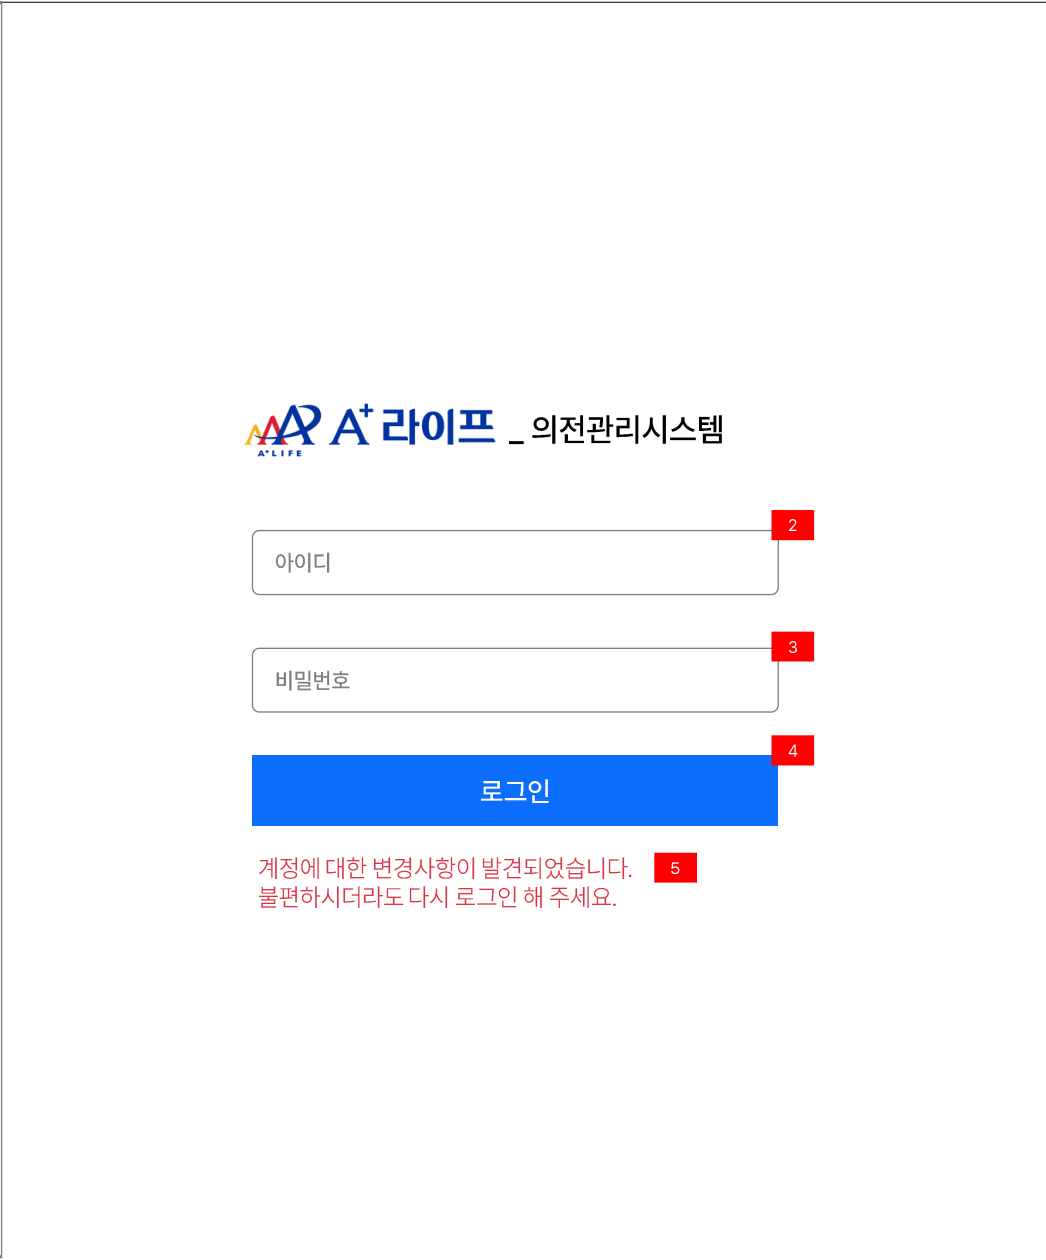 A+ 라이프 _ 의전관리시스템
A+LIFE
2
아이디
3
비밀번호
4
로그인
계정에 대한 변경사항이 발견되었습니다. 5
불편하시더라도 다시 로그인 해 주세요.